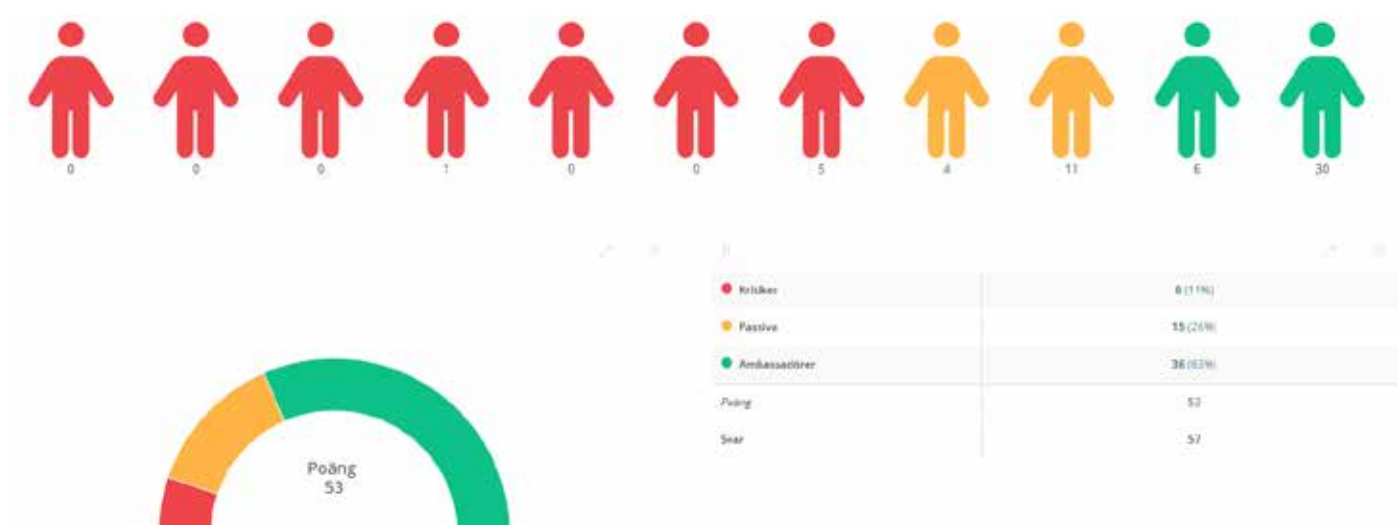 0 0 0 1 0 0 5 4 11 6 30
Kritiker 6 (11%)
Passiva 15 (26%)
Ambassadörer 36 (63%)
Poäng 53
Svar 57
Poäng
53